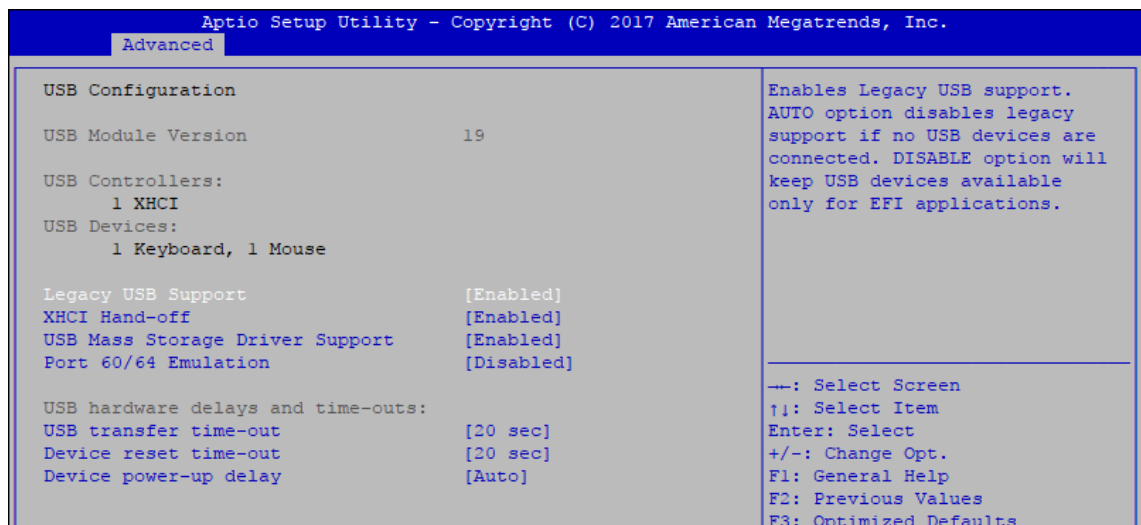 Aptio Setup Utility - Copyright (C) 2017 American Megatrends, Inc.
Advanced
USB Configuration
USB Module Version 19
USB Controllers:
1 XHCI
USB Devices:
1 Keyboard, 1 Mouse
Legacy USB Support [Enabled]
XHCI Hand-off [Enabled]
USB Mass Storage Driver Support [Enabled]
Port 60/64 Emulation [Disabled]
USB hardware delays and time-outs:
USB transfer time-out [20 sec]
Device reset time-out [20 sec]
Device power-up delay [Auto]
Enables Legacy USB support.
AUTO option disables legacy
support if no USB devices are
connected. DISABLE option will
keep USB devices available
only for EFI applications.
→←: Select Screen
↑↓: Select Item
Enter: Select
+/-: Change Opt.
F1: General Help
F2: Previous Values
F3: Optimized Defaults